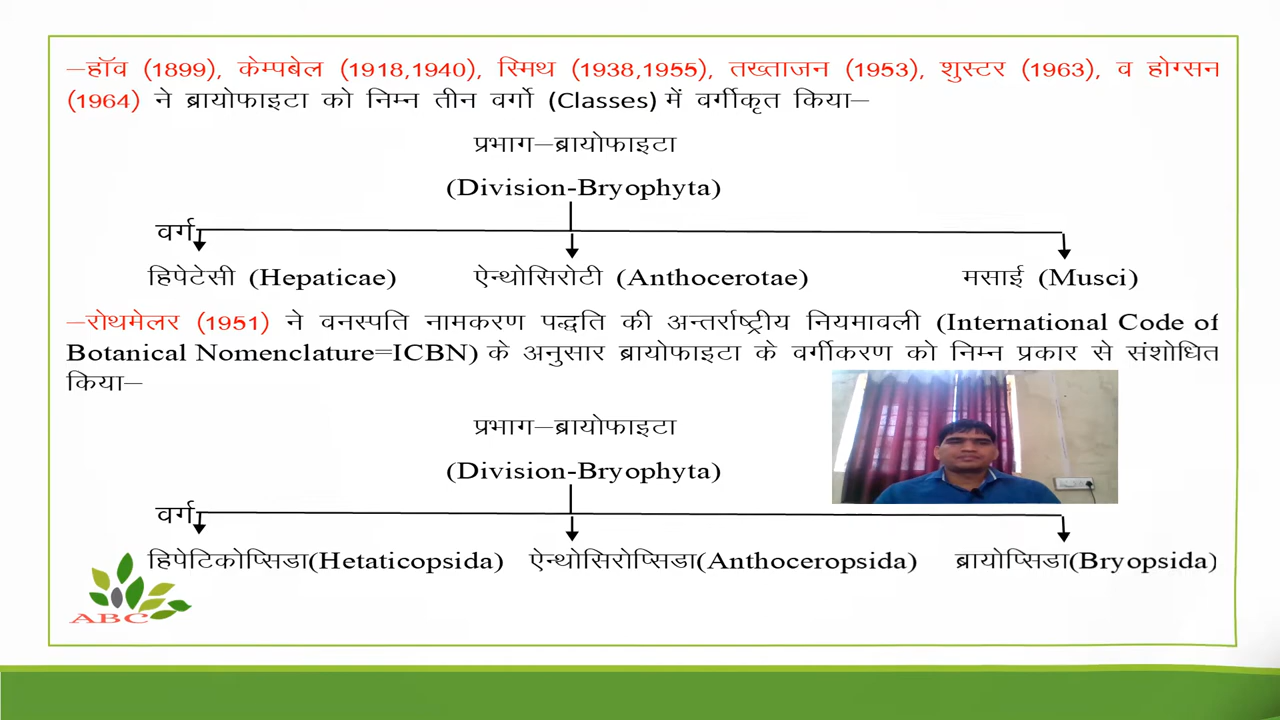 –हॉव (1899), केम्पबेल (1918,1940), स्मिथ (1938,1955), तख्ताजन (1953), शुस्टर (1963), व होग्सन
(1964) ने ब्रायोफाइटा को निम्न तीन वर्गो (Classes) में वर्गीकृत किया–
प्रभाग–ब्रायोफाइटा
(Division-Bryophyta)
वर्ग
हिपेटेसी (Hepaticae) ऐन्थोसिरोटी (Anthocerotae) मसाई (Musci)
–रोथमेलर (1951) ने वनस्पति नामकरण पद्धति की अन्तर्राष्ट्रीय नियमावली (International Code of
Botanical Nomenclature=ICBN) के अनुसार ब्रायोफाइटा के वर्गीकरण को निम्न प्रकार से संशोधित
किया–
प्रभाग–ब्रायोफाइटा
(Division-Bryophyta)
वर्ग
हिपेटिकोप्सिडा(Hetaticopsida) ऐन्थोसिरोप्सिडा(Anthoceropsida) ब्रायोप्सिडा(Bryopsida)
ABC